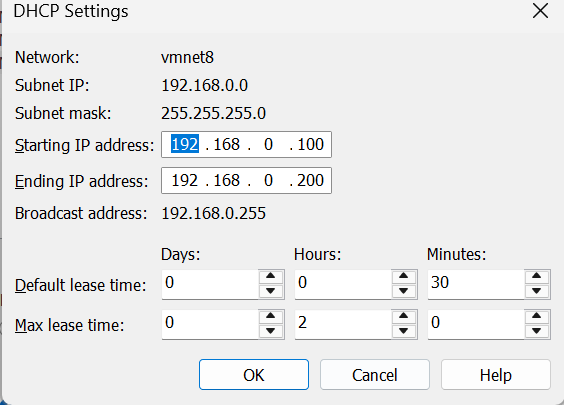 DHCP Settings
Network: vmnet8
Subnet IP: 192.168.0.0
Subnet mask: 255.255.255.0
Starting IP address: 192 . 168 . 0 . 100
Ending IP address: 192 . 168 . 0 . 200
Broadcast address: 192.168.0.255
Days: Hours: Minutes:
Default lease time: 0 0 30
Max lease time: 0 2 0
OK Cancel Help